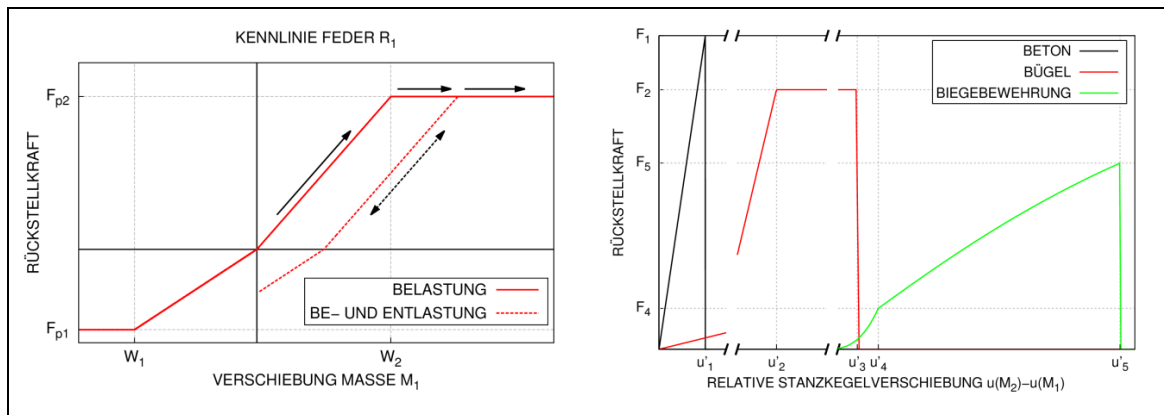 KENNLINIE FEDER R1
Fp2
Fp1
RÜCKSTELLKRAFT
BELASTUNG
BE– UND ENTLASTUNG
W1
W2
VERSCHIEBUNG MASSE M1
F1
F2
F5
F4
RÜCKSTELLKRAFT
BETON
BÜGEL
BIEGEBEWEHRUNG
u'1
u'2
u'3
u'4
u'5
RELATIVE STANZKEGELVERSCHIEBUNG u(M2)–u(M1)